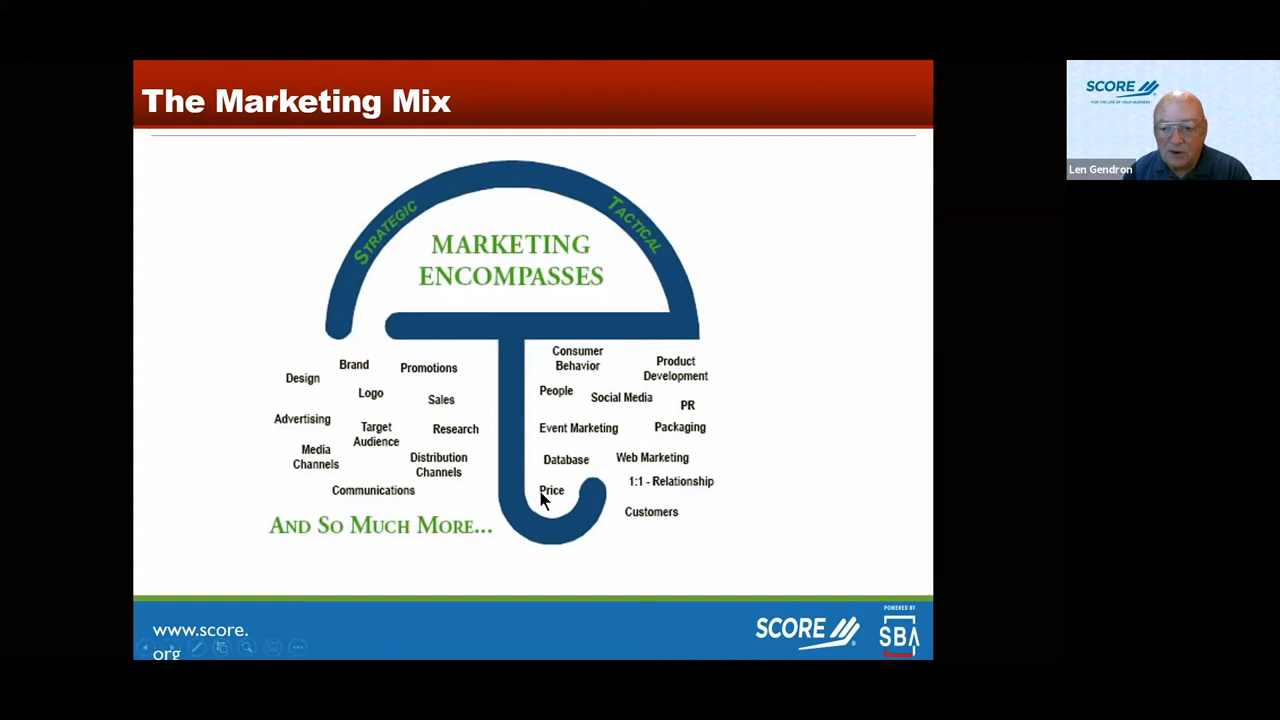 The Marketing Mix
SCORE
FOR THE LIFE OF YOUR BUSINESS
Len Gendron
STRATEGIC
TACTICAL
MARKETING
ENCOMPASSES
Design
Brand
Promotions
Logo
Sales
Advertising
Target
Audience
Research
Media
Channels
Distribution
Channels
Communications
AND SO MUCH MORE...
Consumer
Behavior
Product
Development
People
Social Media
PR
Event Marketing
Packaging
Database
Web Marketing
Price
1:1 - Relationship
Customers
www.score.
org
SCORE
POWERED BY
SBA